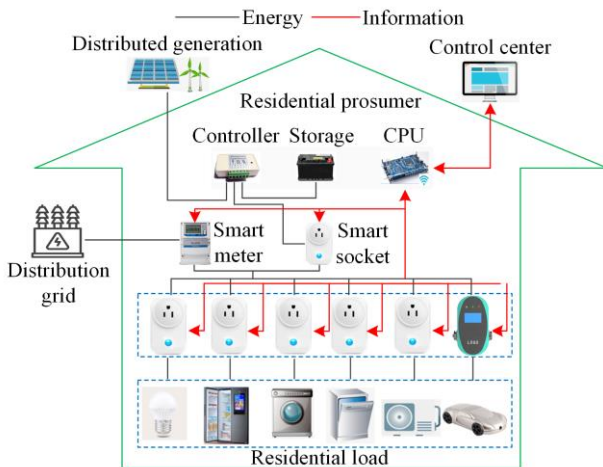 Energy
Information
Distributed generation
Control center
Residential prosumer
Controller
Storage
CPU
Smart
meter
Smart
socket
Distribution
grid
Residential load